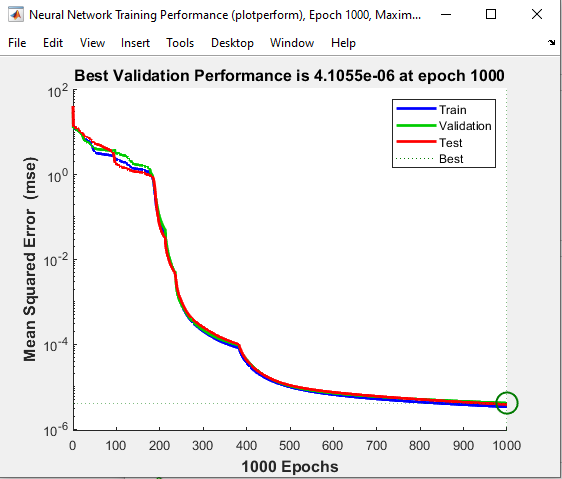 Neural Network Training Performance (plotperform), Epoch 1000, Maxim...
File Edit View Insert Tools Desktop Window Help
Best Validation Performance is 4.1055e-06 at epoch 1000
Mean Squared Error (mse)
10^2
10^0
10^-2
10^-4
10^-6
Train
Validation
Test
Best
0 100 200 300 400 500 600 700 800 900 1000
1000 Epochs